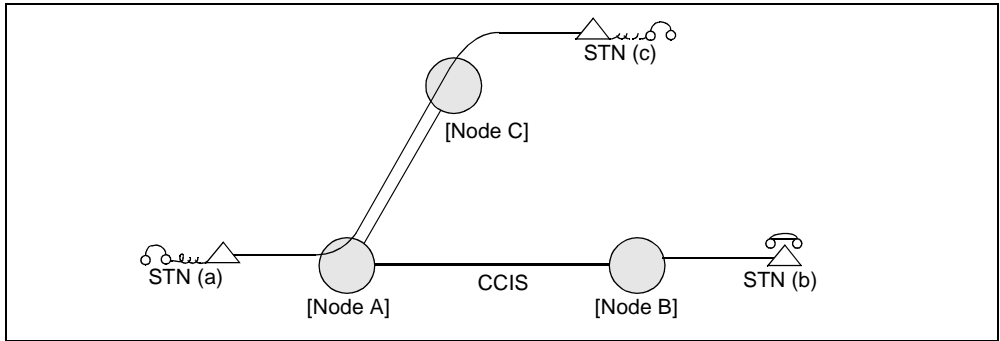 STN (c)
[Node C]
STN (a)
[Node A]
CCIS
[Node B]
STN (b)